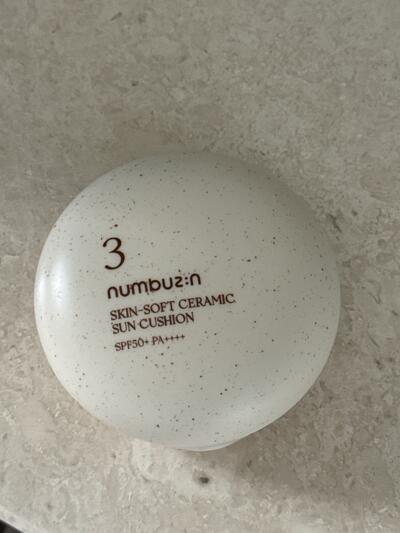 3
numbuz:n
SKIN-SOFT CERAMIC
SUN CUSHION
SPF50+ PA++++